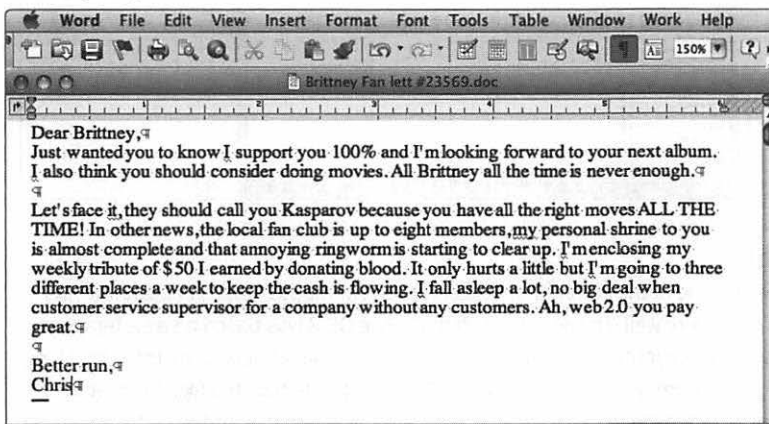 Word File Edit View Insert Format Font Tools Table Window Work Help
150%
Brittney Fan lett #23569.doc
Dear Brittney,
Just wanted you to know I support you 100% and I'm looking forward to your next album.
I also think you should consider doing movies. All Brittney all the time is never enough.
Let's face it, they should call you Kasparov because you have all the right moves ALL THE
TIME! In other news, the local fan club is up to eight members, my personal shrine to you
is almost complete and that annoying ringworm is starting to clear up. I'm enclosing my
weekly tribute of $50 I earned by donating blood. It only hurts a little but I'm going to three
different places a week to keep the cash is flowing. I fall asleep a lot, no big deal when
customer service supervisor for a company without any customers. Ah, web 2.0 you pay
great.
Better run,
Chris